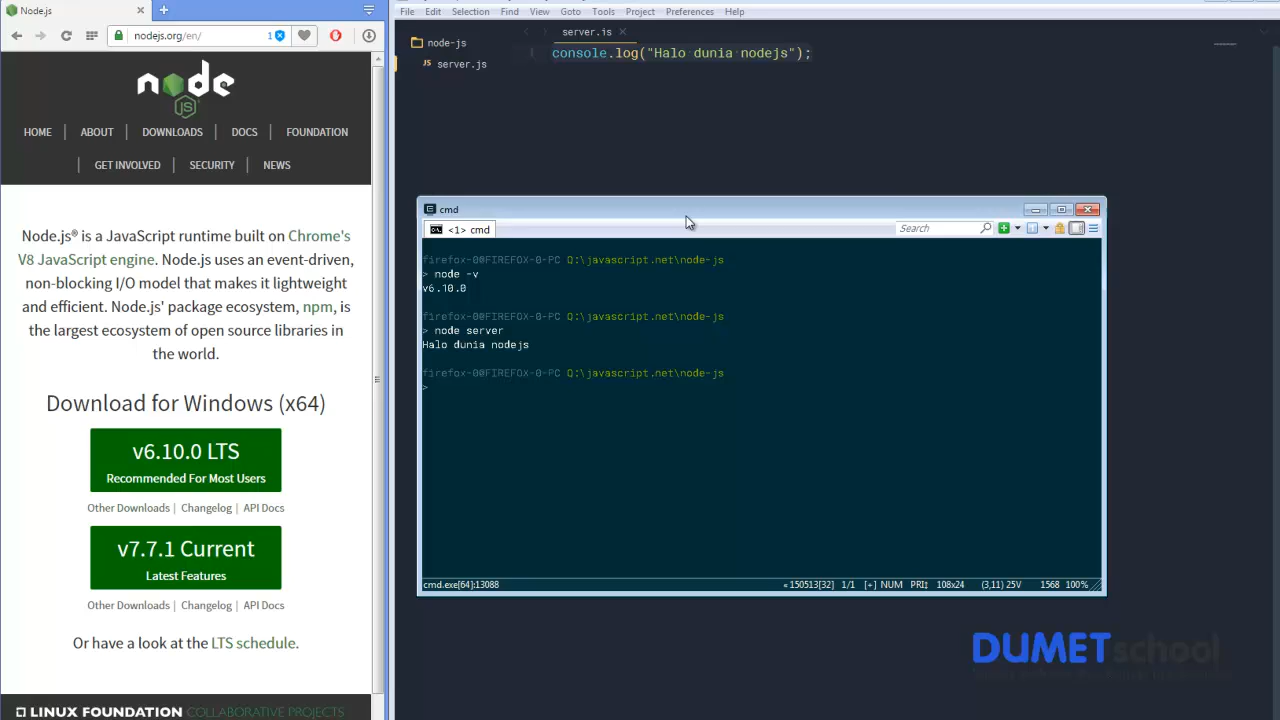 Node.js
nodejs.org/en/
1
node
JS
HOME
ABOUT
DOWNLOADS
DOCS
FOUNDATION
GET INVOLVED
SECURITY
NEWS
Node.js® is a JavaScript runtime built on Chrome's
V8 JavaScript engine. Node.js uses an event-driven,
non-blocking I/O model that makes it lightweight
and efficient. Node.js' package ecosystem, npm, is
the largest ecosystem of open source libraries in
the world.
Download for Windows (x64)
v6.10.0 LTS
Recommended For Most Users
Other Downloads | Changelog | API Docs
v7.7.1 Current
Latest Features
Other Downloads | Changelog | API Docs
Or have a look at the LTS schedule.
LINUX FOUNDATION COLLABORATIVE PROJECTS
File Edit Selection Find View Goto Tools Project Preferences Help
node-js
JS server.js
server.js
1 console.log("Halo dunia nodejs");
cmd
<1> cmd
Search
firefox-0@FIREFOX-0-PC Q:\javascript.net\node-js
> node -v
v6.10.0
firefox-0@FIREFOX-0-PC Q:\javascript.net\node-js
> node server
Halo dunia nodejs
firefox-0@FIREFOX-0-PC Q:\javascript.net\node-js
>
cmd.exe[64]:13088
« 150513[32] 1/1 [+] NUM PRI‡ 108x24 (3,11) 25V 1568 100%
DUMETschool